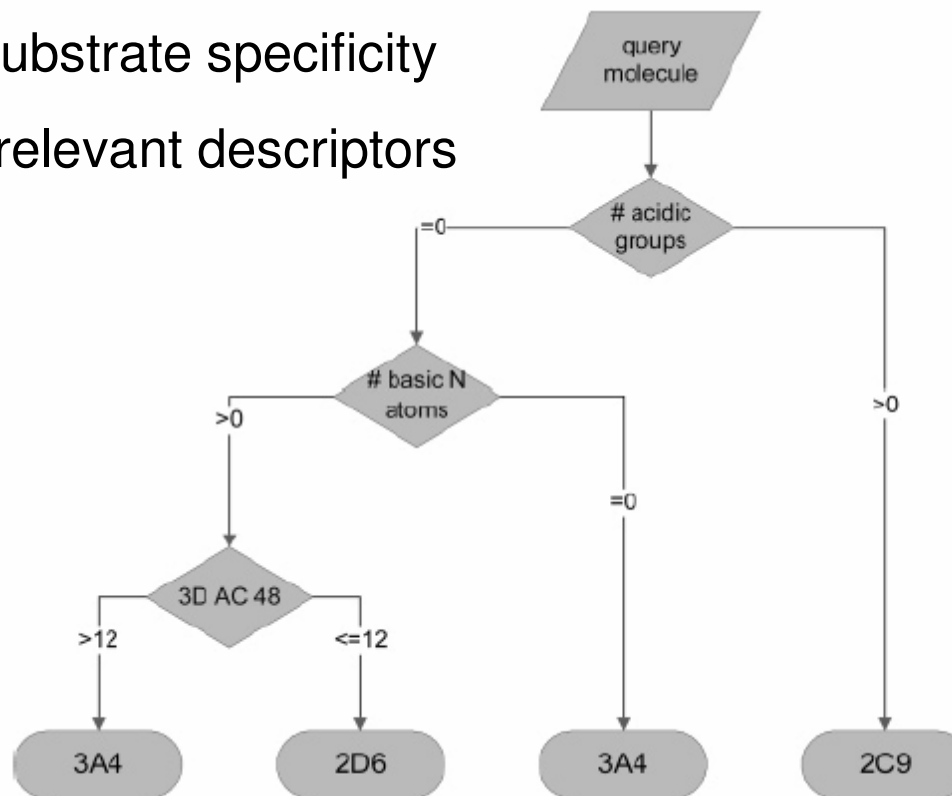 ubstrate specificity
relevant descriptors
query
molecule
# acidic
groups
=0
>0
# basic N
atoms
>0
=0
3D AC 48
>12
<=12
3A4
2D6
3A4
2C9